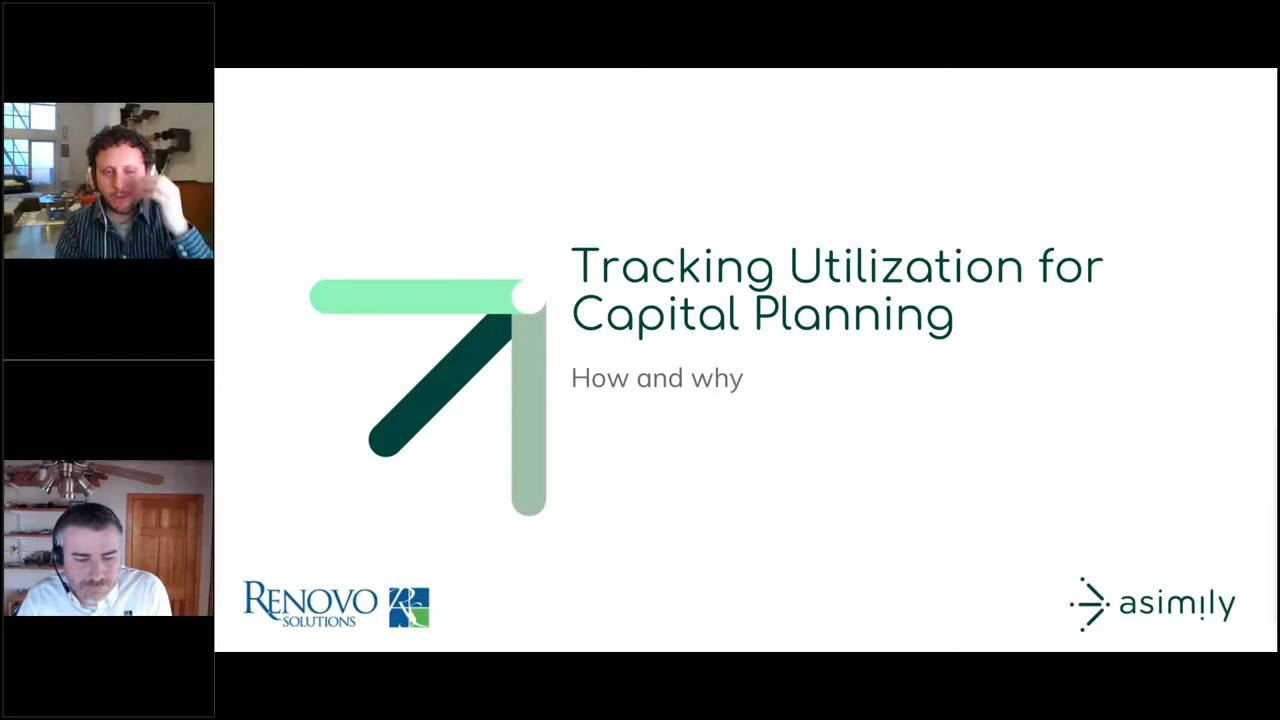 Tracking Utilization for
Capital Planning
How and why
RENOVO
SOLUTIONS
asimily